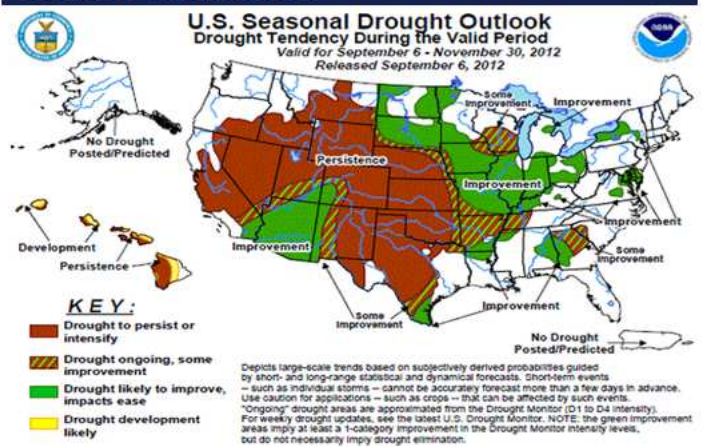 U.S. Seasonal Drought Outlook
Drought Tendency During the Valid Period
Valid for September 6 - November 30, 2012
Released September 6, 2012
noaa
Some
Improvement
Improvement
No Drought
Posted/Predicted
Persistence
Improvement
Improvement
Improvement
Development
Some
Improvement
Persistence
Improvement
Some
Improvement
No Drought
Posted/Predicted
KEY:
Drought to persist or
intensify
Drought ongoing, some
improvement
Drought likely to improve,
impacts ease
Drought development
likely
Depicts large-scale trends based on subjectively derived probabilities guided
by short- and long-range statistical and dynamical forecasts. Short-term events
-- such as individual storms -- cannot be accurately forecast more than a few days in advance.
Use caution for applications -- such as crops -- that can be affected by such events.
"Ongoing" drought areas are approximated from the Drought Monitor (D1 to D4 intensity).
For weekly drought updates, see the latest U.S. Drought Monitor. NOTE: the green improvement
areas imply at least a 1-category improvement in the Drought Monitor intensity levels,
but do not necessarily imply drought elimination.